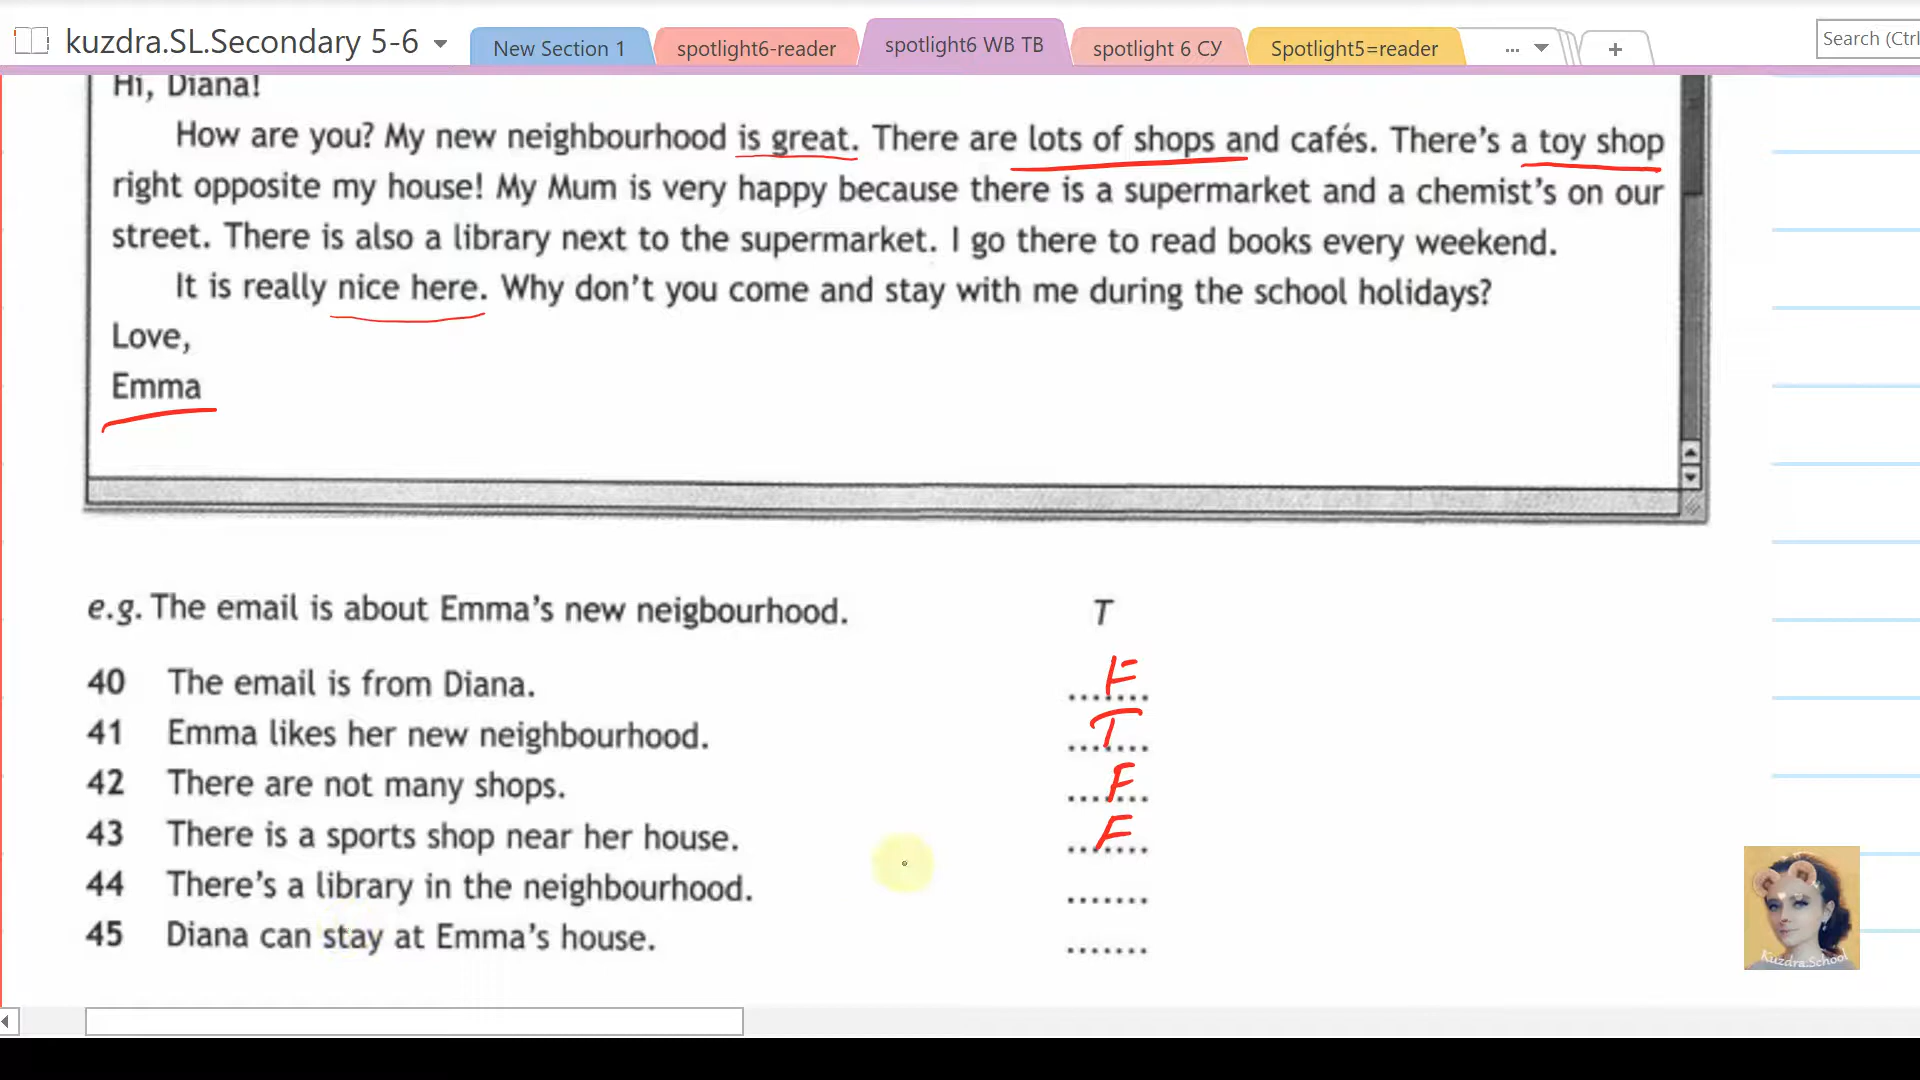 kuzdra.SL.Secondary 5-6
New Section 1
spotlight6-reader
spotlight6 WB TB
spotlight 6 СУ
Spotlight5=reader
...
+
Search (Ctrl
Hi, Diana!
How are you? My new neighbourhood is great. There are lots of shops and cafés. There's a toy shop
right opposite my house! My Mum is very happy because there is a supermarket and a chemist's on our
street. There is also a library next to the supermarket. I go there to read books every weekend.
It is really nice here. Why don't you come and stay with me during the school holidays?
Love,
Emma
e.g. The email is about Emma's new neigbourhood. T
40 The email is from Diana. ....... F
41 Emma likes her new neighbourhood. ....... T
42 There are not many shops. ....... F
43 There is a sports shop near her house. ....... F
44 There's a library in the neighbourhood. .......
45 Diana can stay at Emma's house. .......
Kuzdra.School